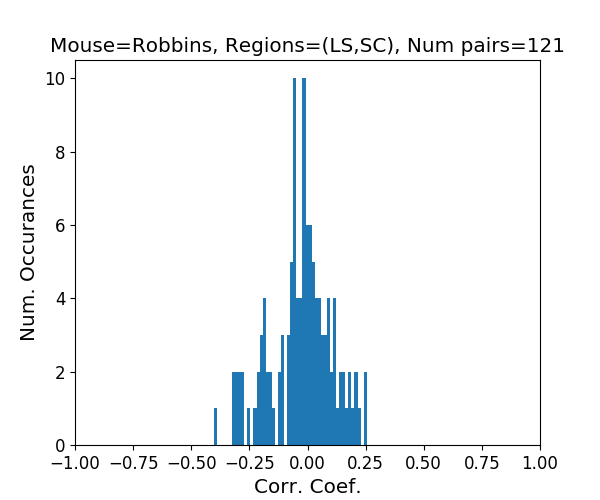 Mouse=Robbins, Regions=(LS,SC), Num pairs=121
10
8
6
4
2
0
Num. Occurances
−1.00 −0.75 −0.50 −0.25 0.00 0.25 0.50 0.75 1.00
Corr. Coef.